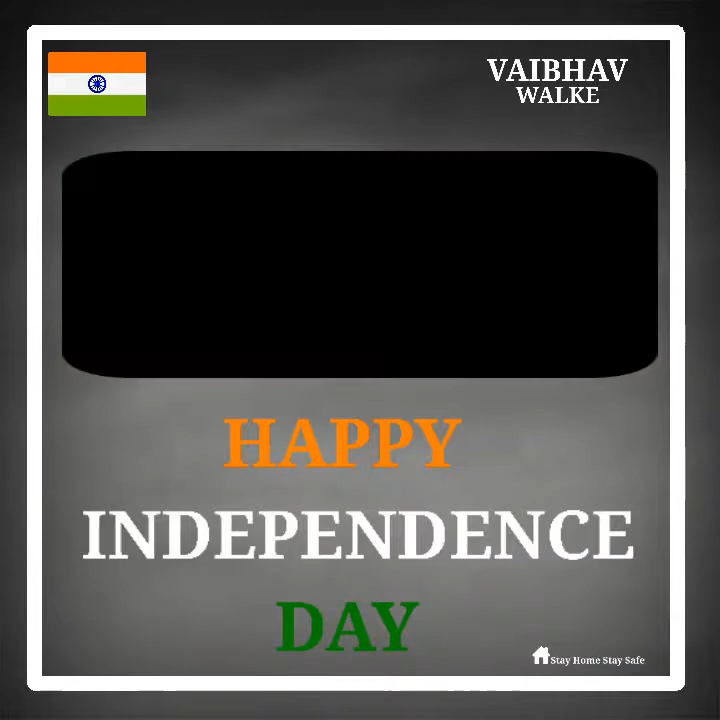 VAIBHAV
WALKE
HAPPY
INDEPENDENCE
DAY
Stay Home Stay Safe